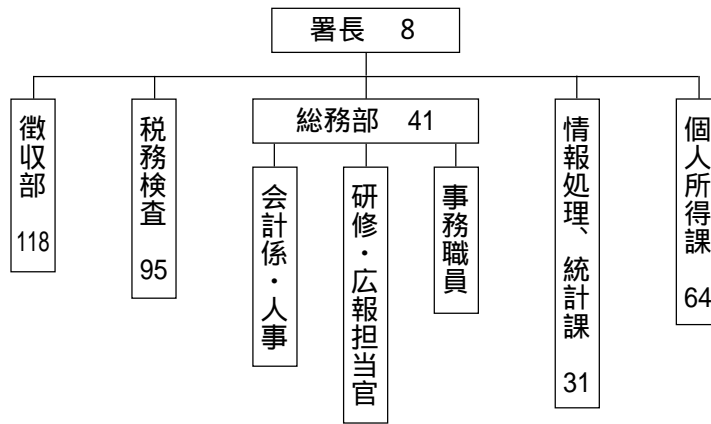 署長 8
徴収部 118
税務検査 95
総務部 41
会計係・人事
研修・広報担当官
事務職員
情報処理、統計課 31
個人所得課 64